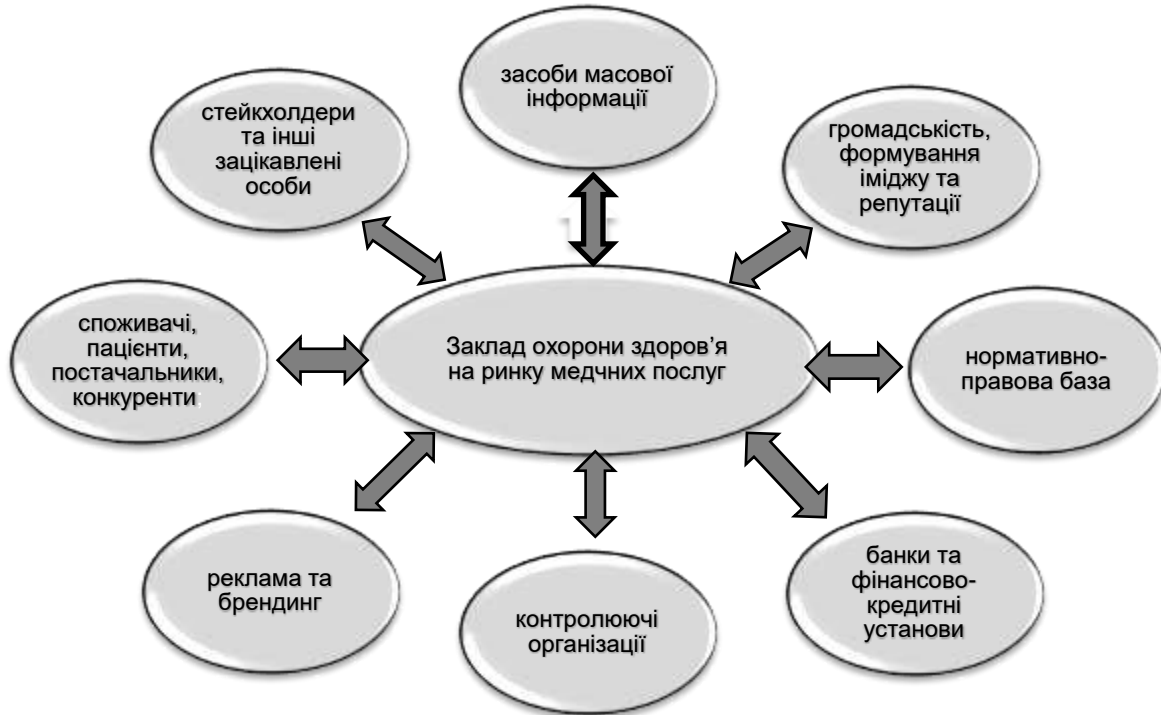 засоби масової
інформації
стейкхолдери
та інші
зацікавлені
особи
громадськість,
формування
іміджу та
репутації
споживачі,
пацієнти,
постачальники,
конкуренти
Заклад охорони здоров’я
на ринку медчних послуг
нормативно-
правова база
реклама та
брендинг
контролюючі
організації
банки та
фінансово-
кредитні
установи